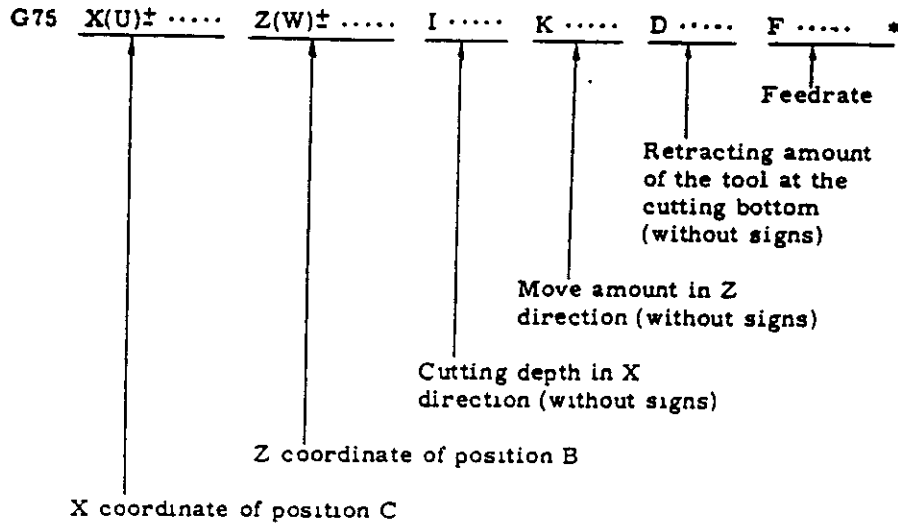 G75 X(U)± ..... Z(W)± ..... I ..... K ..... D ..... F ..... *
Feedrate
Retracting amount
of the tool at the
cutting bottom
(without signs)
Move amount in Z
direction (without signs)
Cutting depth in X
direction (without signs)
Z coordinate of position B
X coordinate of position C